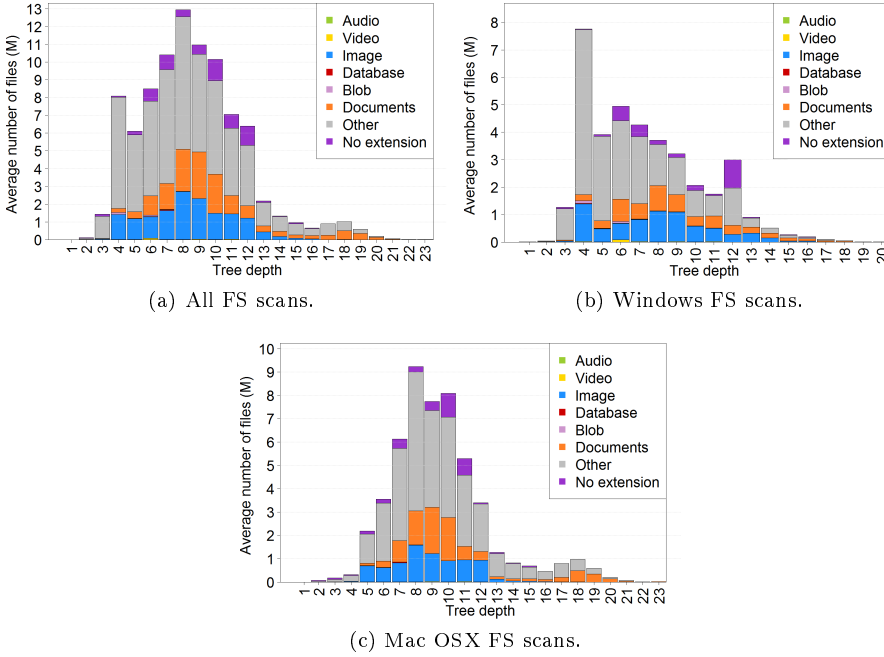 Average number of files (M)
13
12
11
10
9
8
7
6
5
4
3
2
1
0
Audio
Video
Image
Database
Blob
Documents
Other
No extension
1 2 3 4 5 6 7 8 9 10 11 12 13 14 15 16 17 18 19 20 21 22 23
Tree depth
(a) All FS scans.
Average number of files (M)
8
7
6
5
4
3
2
1
0
Audio
Video
Image
Database
Blob
Documents
Other
No extension
1 2 3 4 5 6 7 8 9 10 11 12 13 14 15 16 17 18 19 20
Tree depth
(b) Windows FS scans.
Average number of files (M)
10
9
8
7
6
5
4
3
2
1
0
Audio
Video
Image
Database
Blob
Documents
Other
No extension
1 2 3 4 5 6 7 8 9 10 11 12 13 14 15 16 17 18 19 20 21 22 23
Tree depth
(c) Mac OSX FS scans.